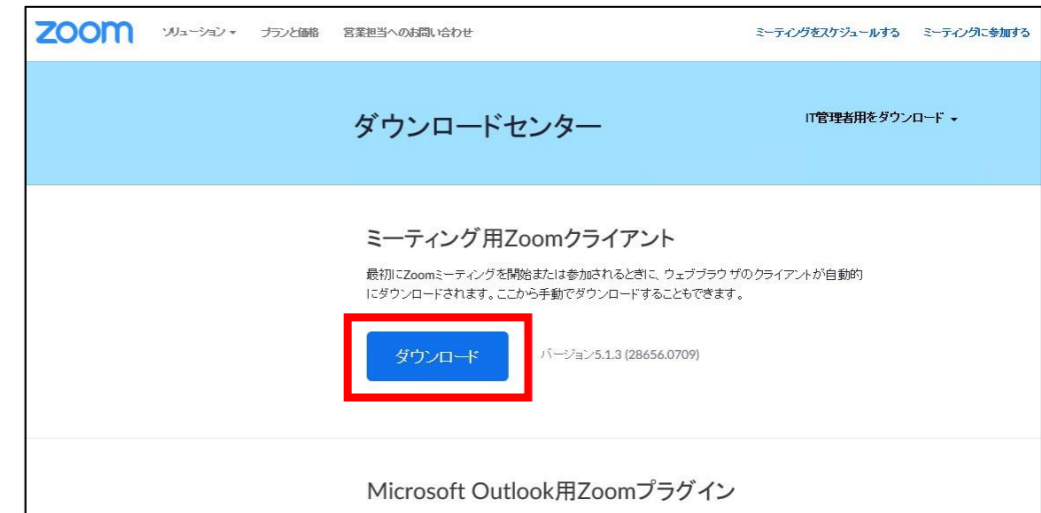 zoom ソリューション プランと価格 営業担当へのお問い合わせ ミーティングをスケジュールする ミーティングに参加する
ダウンロードセンター
IT管理者用をダウンロード
ミーティング用Zoomクライアント
最初にZoomミーティングを開始または参加されるときに、ウェブブラウザのクライアントが自動的
にダウンロードされます。ここから手動でダウンロードすることもできます。
ダウンロード
バージョン5.1.3 (28656.0709)
Microsoft Outlook用Zoomプラグイン